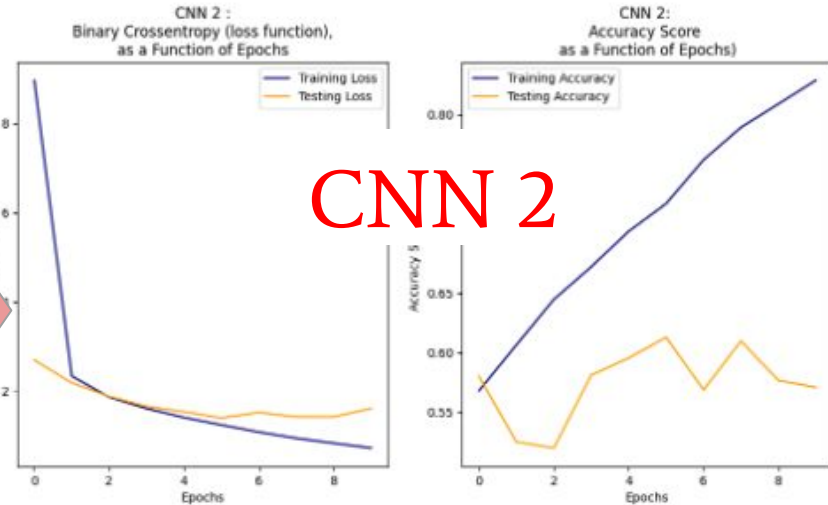 CNN 2 :
Binary Crossentropy (loss function),
as a Function of Epochs
Training Loss
Testing Loss
8
6
2
0 2 4 6 8
Epochs
CNN 2
CNN 2:
Accuracy Score
as a Function of Epochs)
Training Accuracy
Testing Accuracy
0.80
0.65
0.60
0.55
Accuracy
0 2 4 6 8
Epochs